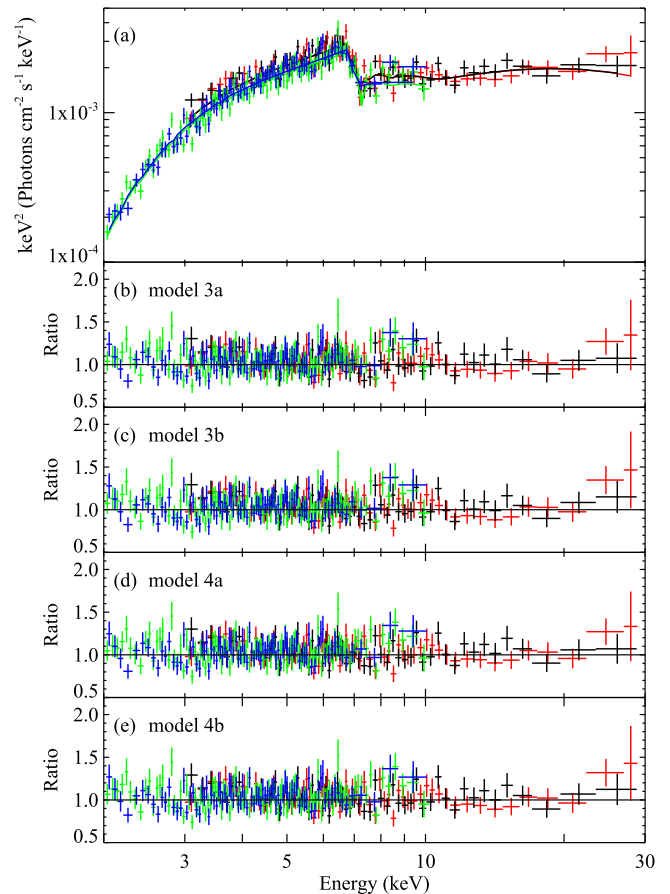 (a)
keV² (Photons cm⁻² s⁻¹ keV⁻¹)
1x10⁻³
1x10⁻⁴
(b) model 3a
Ratio
2.0
1.5
1.0
0.5
(c) model 3b
Ratio
2.0
1.5
1.0
0.5
(d) model 4a
Ratio
2.0
1.5
1.0
0.5
(e) model 4b
Ratio
2.0
1.5
1.0
0.5
3 5 10 30
Energy (keV)